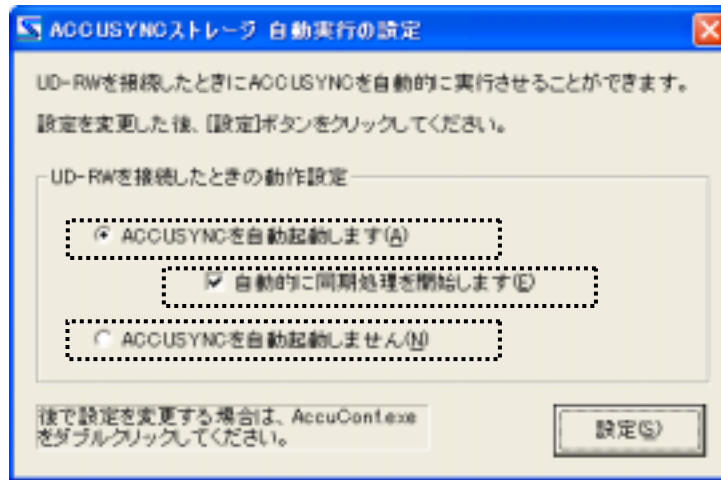 ACCUSYNCストレージ 自動実行の設定
UD-RWを接続したときにACCUSYNCを自動的に実行させることができます。
設定を変更した後、[設定]ボタンをクリックしてください。
UD-RWを接続したときの動作設定
ACCUSYNCを自動起動します(A)
自動的に同期処理を開始します(E)
ACCUSYNCを自動起動しません(N)
後で設定を変更する場合は、AccuConf.exe
をダブルクリックしてください。
設定(S)